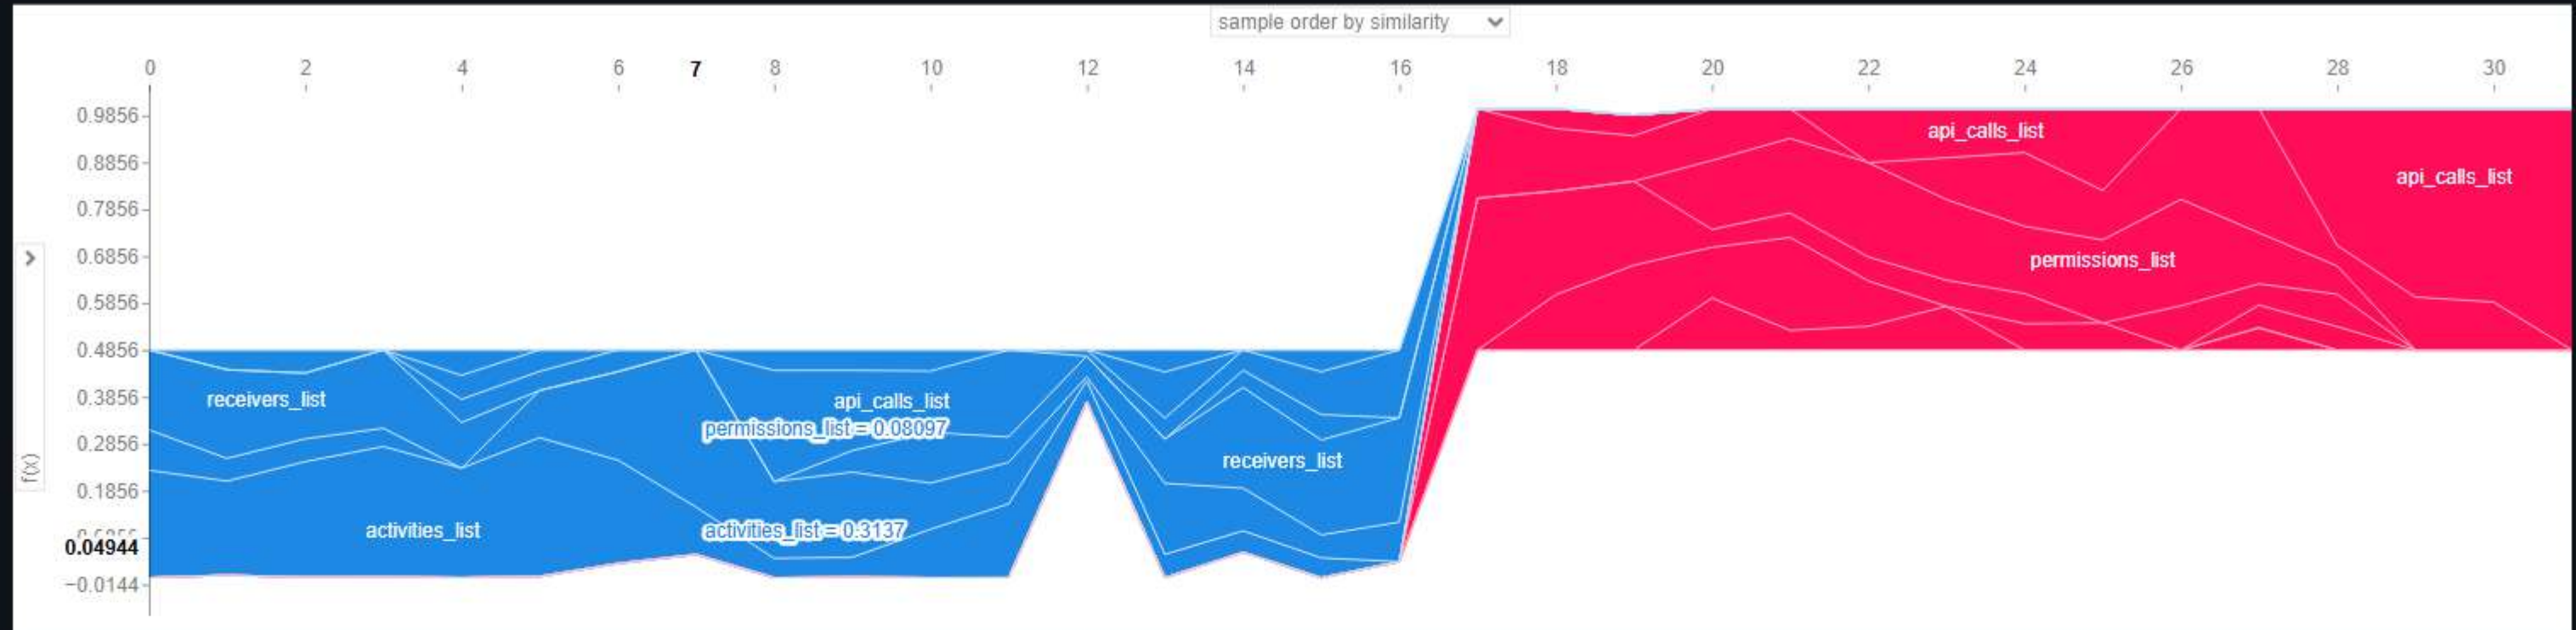 sample order by similarity
0 2 4 6 7 8 10 12 14 16 18 20 22 24 26 28 30
0.9856
api_calls_list
0.8856
api_calls_list
0.7856
0.6856
permissions_list
0.5856
0.4856
0.3856
receivers_list
api_calls_list
permissions_list = 0.08097
0.2856
receivers_list
f(x)
0.1856
activities_list
activities_list = 0.3137
0.04944
−0.0144